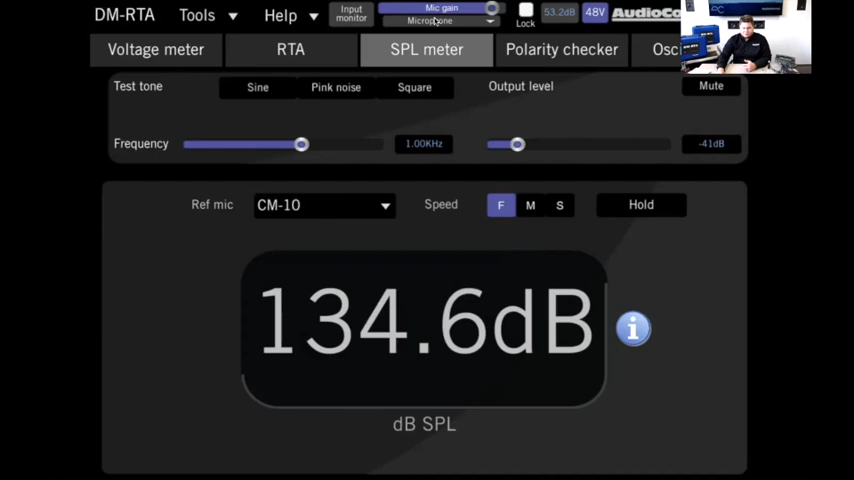 DM-RTA
Tools
Help
Input monitor
Mic gain
Microphone
Lock
53.2dB
48V
AudioCo
Voltage meter
RTA
SPL meter
Polarity checker
Osc
Test tone
Sine
Pink noise
Square
Output level
Mute
Frequency
1.00KHz
-41dB
Ref mic
CM-10
Speed
F
M
S
Hold
134.6dB
i
dB SPL